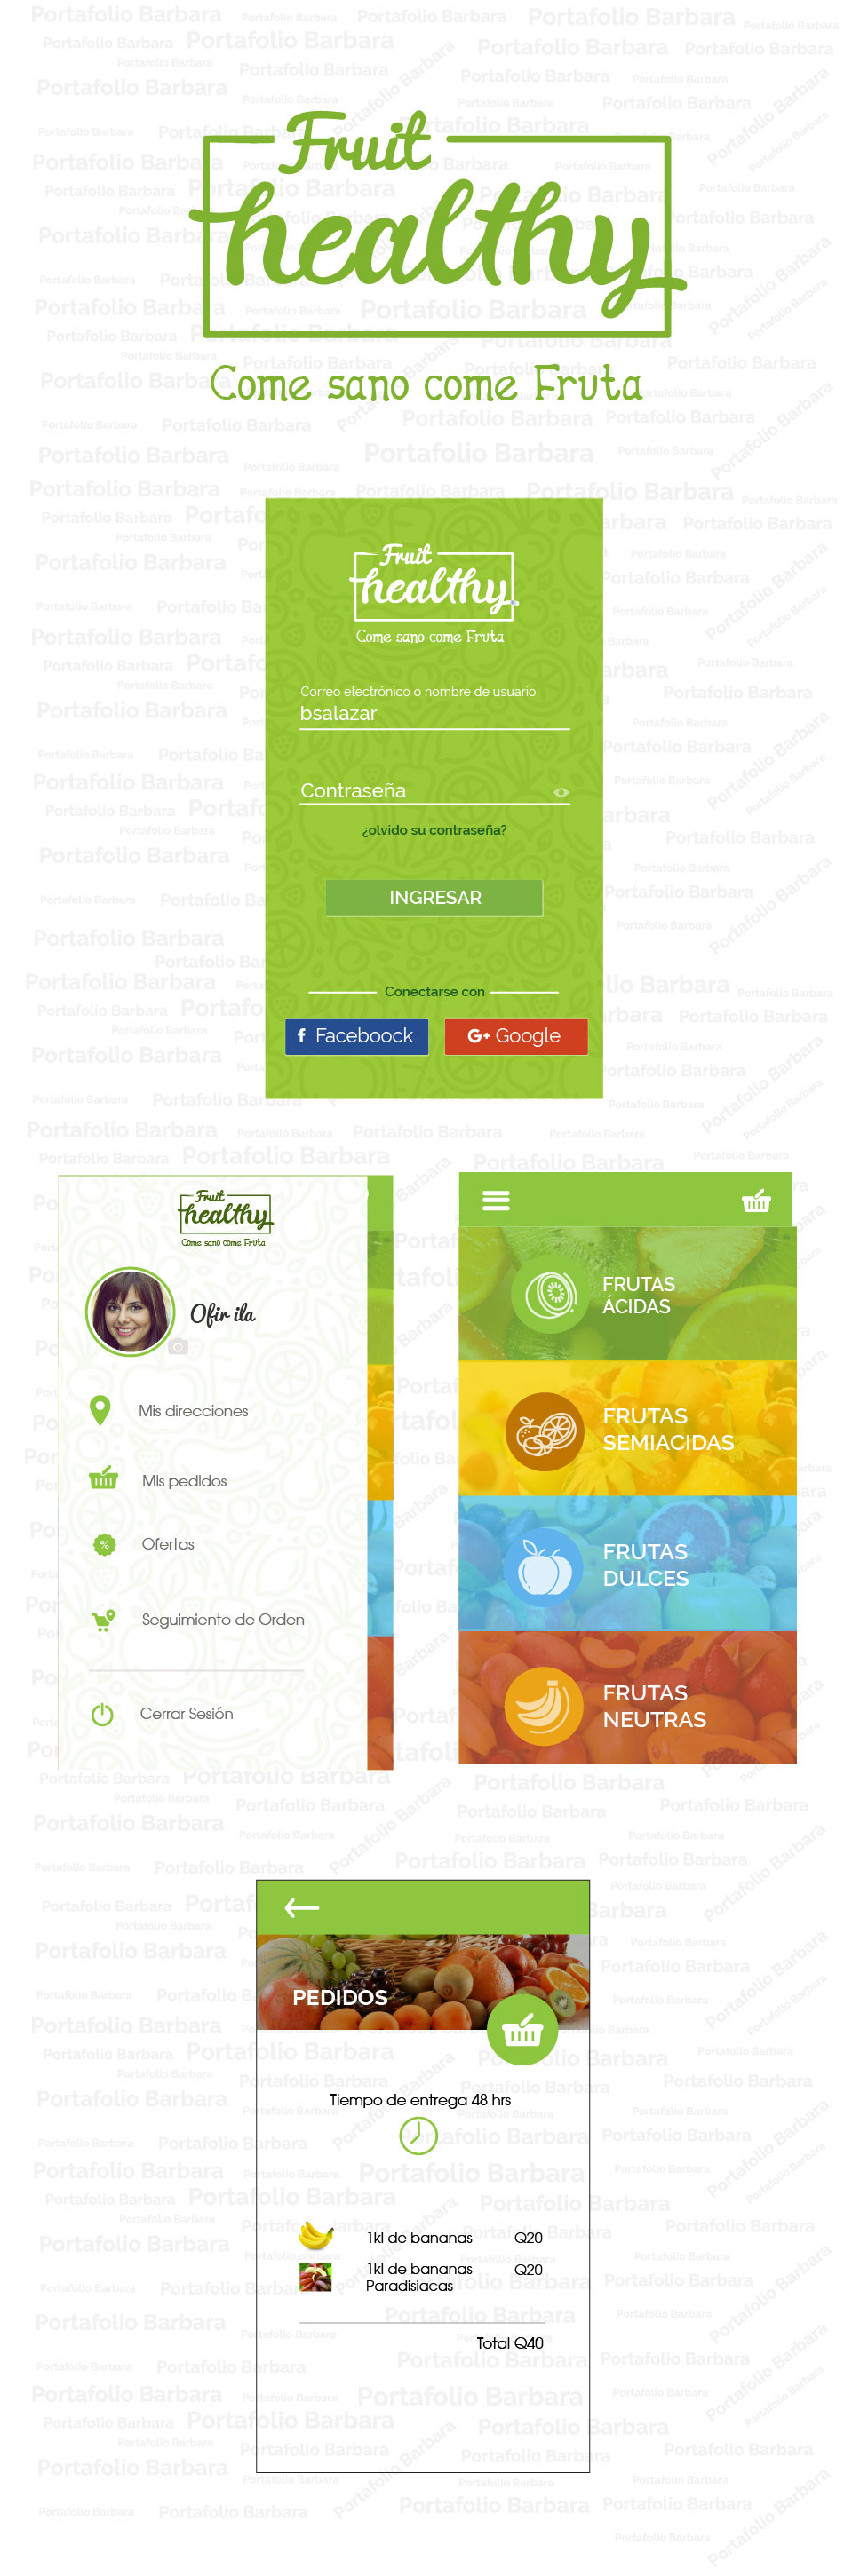 Fruit
healthy
Come sano come Fruta
Fruit
healthy
Come sano come Fruta
Correo electrónico o nombre de usuario
bsalazar
Contraseña
¿olvido su contraseña?
INGRESAR
Conectarse con
f Faceboock
G+ Google
Fruit
healthy
Come sano come Fruta
Ofir ila
Mis direcciones
Mis pedidos
%
Ofertas
Seguimiento de Orden
Cerrar Sesión
FRUTAS
ÁCIDAS
FRUTAS
SEMIACIDAS
FRUTAS
DULCES
FRUTAS
NEUTRAS
PEDIDOS
Tiempo de entrega 48 hrs
1kl de bananas Q20
1kl de bananas Q20
Paradisiacas
Total Q40
Portafolio Barbara